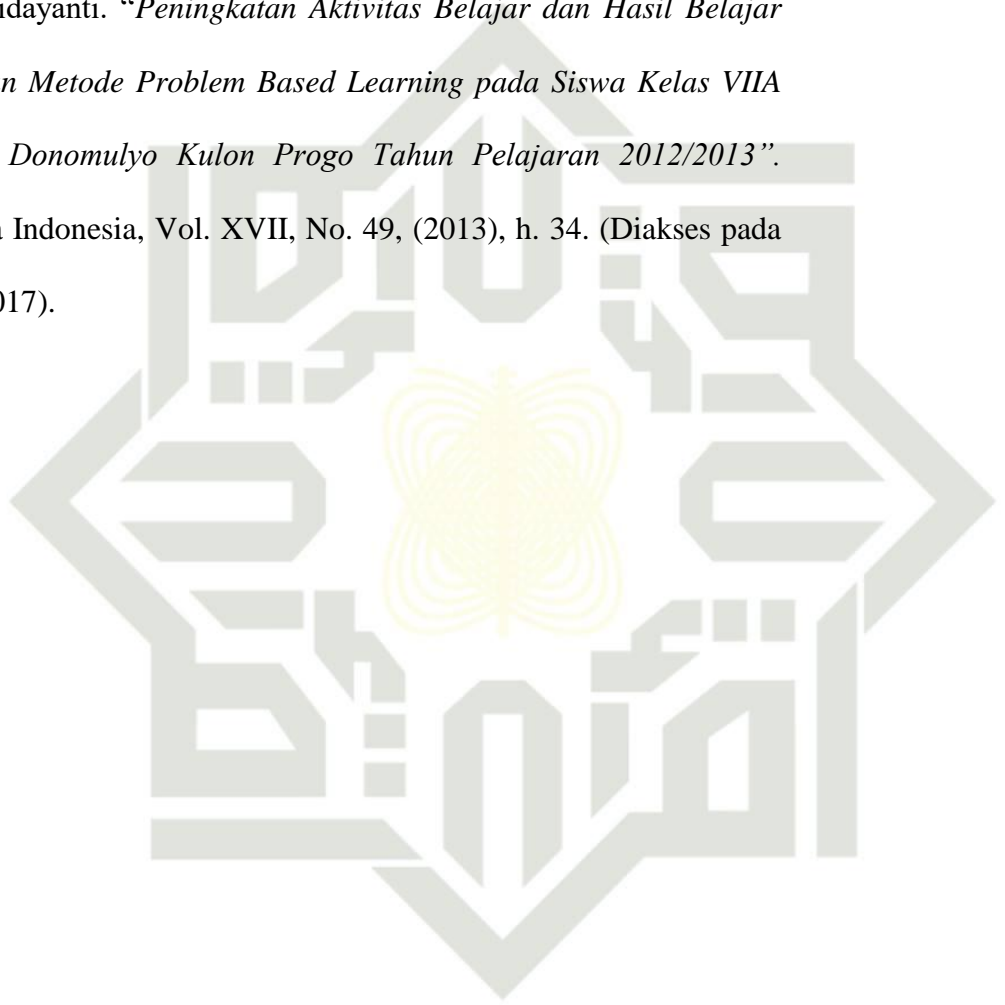 idayanti. “Peningkatan Aktivitas Belajar dan Hasil Belajar
n Metode Problem Based Learning pada Siswa Kelas VIIA
Donomulyo Kulon Progo Tahun Pelajaran 2012/2013”.
a Indonesia, Vol. XVII, No. 49, (2013), h. 34. (Diakses pada
017).